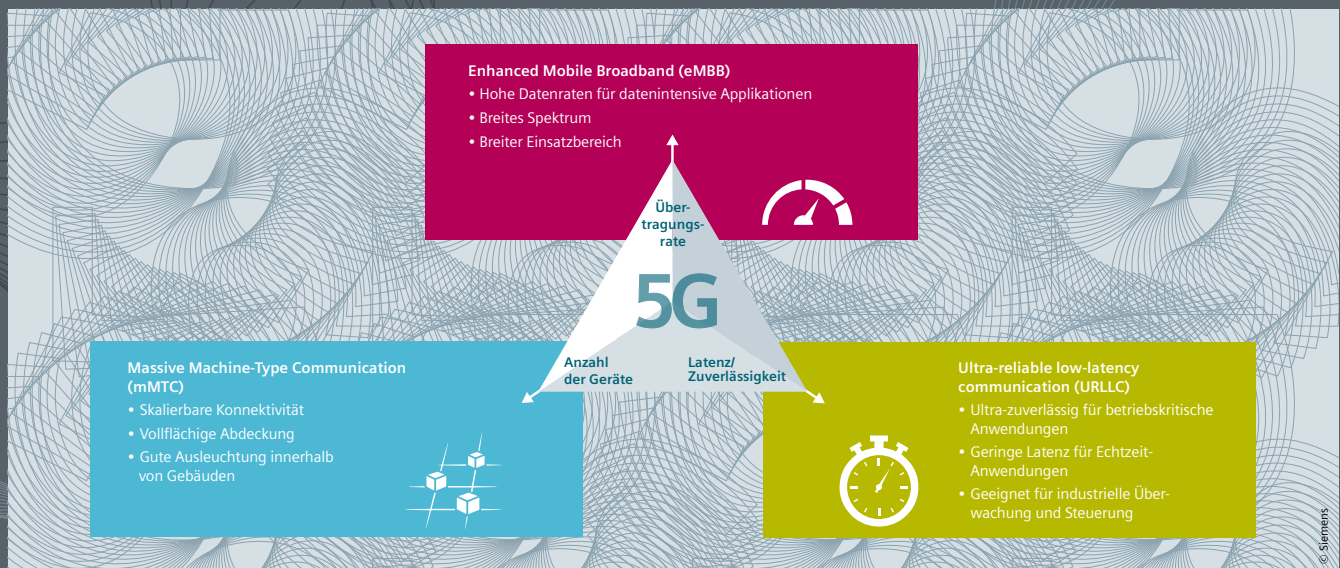 Enhanced Mobile Broadband (eMBB)
• Hohe Datenraten für datenintensive Applikationen
• Breites Spektrum
• Breiter Einsatzbereich
Über-
tragungs-
rate
5G
Anzahl
der Geräte
Latenz/
Zuverlässigkeit
Massive Machine-Type Communication
(mMTC)
• Skalierbare Konnektivität
• Vollflächige Abdeckung
• Gute Ausleuchtung innerhalb
von Gebäuden
Ultra-reliable low-latency
communication (URLLC)
• Ultra-zuverlässig für betriebskritische
Anwendungen
• Geringe Latenz für Echtzeit-
Anwendungen
• Geeignet für industrielle Über-
wachung und Steuerung
© Siemens